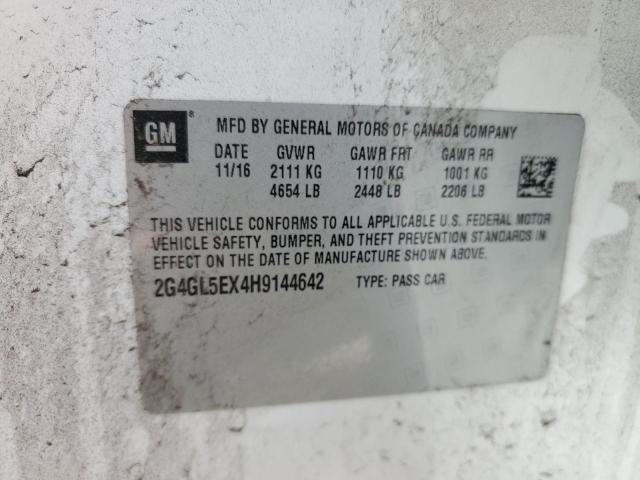 GM ®
MFD BY GENERAL MOTORS OF CANADA COMPANY
DATE GVWR GAWR FRT GAWR RR
11/16 2111 KG 1110 KG 1001 KG
4654 LB 2448 LB 2206 LB
THIS VEHICLE CONFORMS TO ALL APPLICABLE U.S. FEDERAL MOTOR
VEHICLE SAFETY, BUMPER, AND THEFT PREVENTION STANDARDS IN
EFFECT ON THE DATE OF MANUFACTURE SHOWN ABOVE.
2G4GL5EX4H9144642 TYPE: PASS CAR